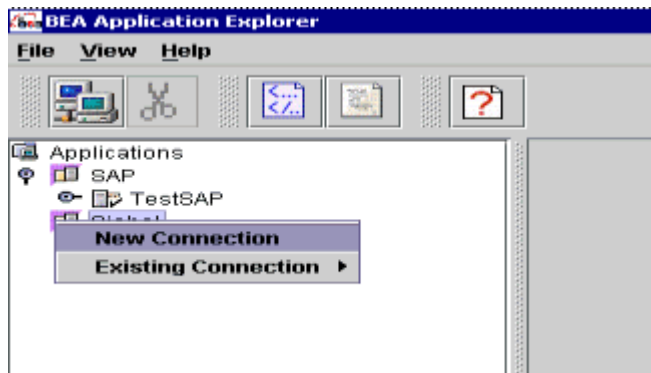 BEA Application Explorer
File View Help
Applications
SAP
TestSAP
New Connection
Existing Connection